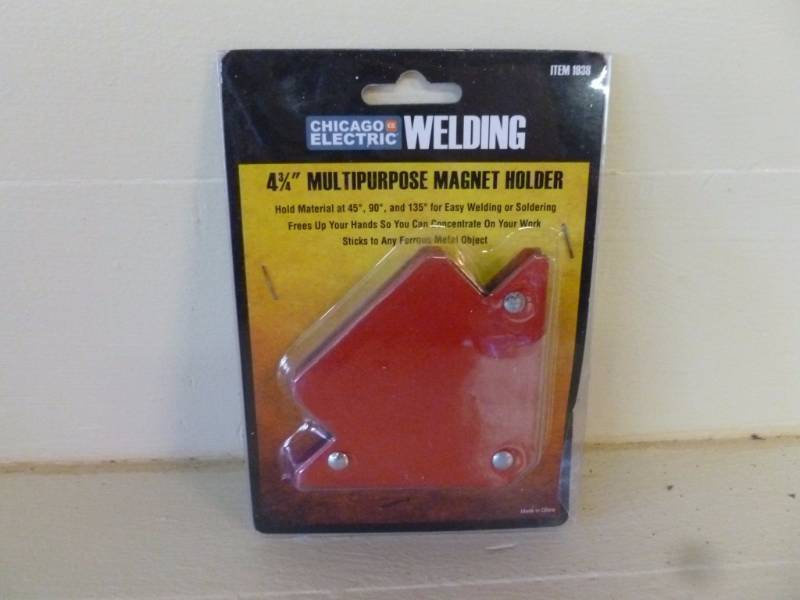 ITEM 1938
CHICAGO CE
ELECTRIC
WELDING
4¾" MULTIPURPOSE MAGNET HOLDER
Hold Material at 45°, 90°, and 135° for Easy Welding or Soldering
Frees Up Your Hands So You Can Concentrate On Your Work
Sticks to Any Ferrous Metal Object
Made in China